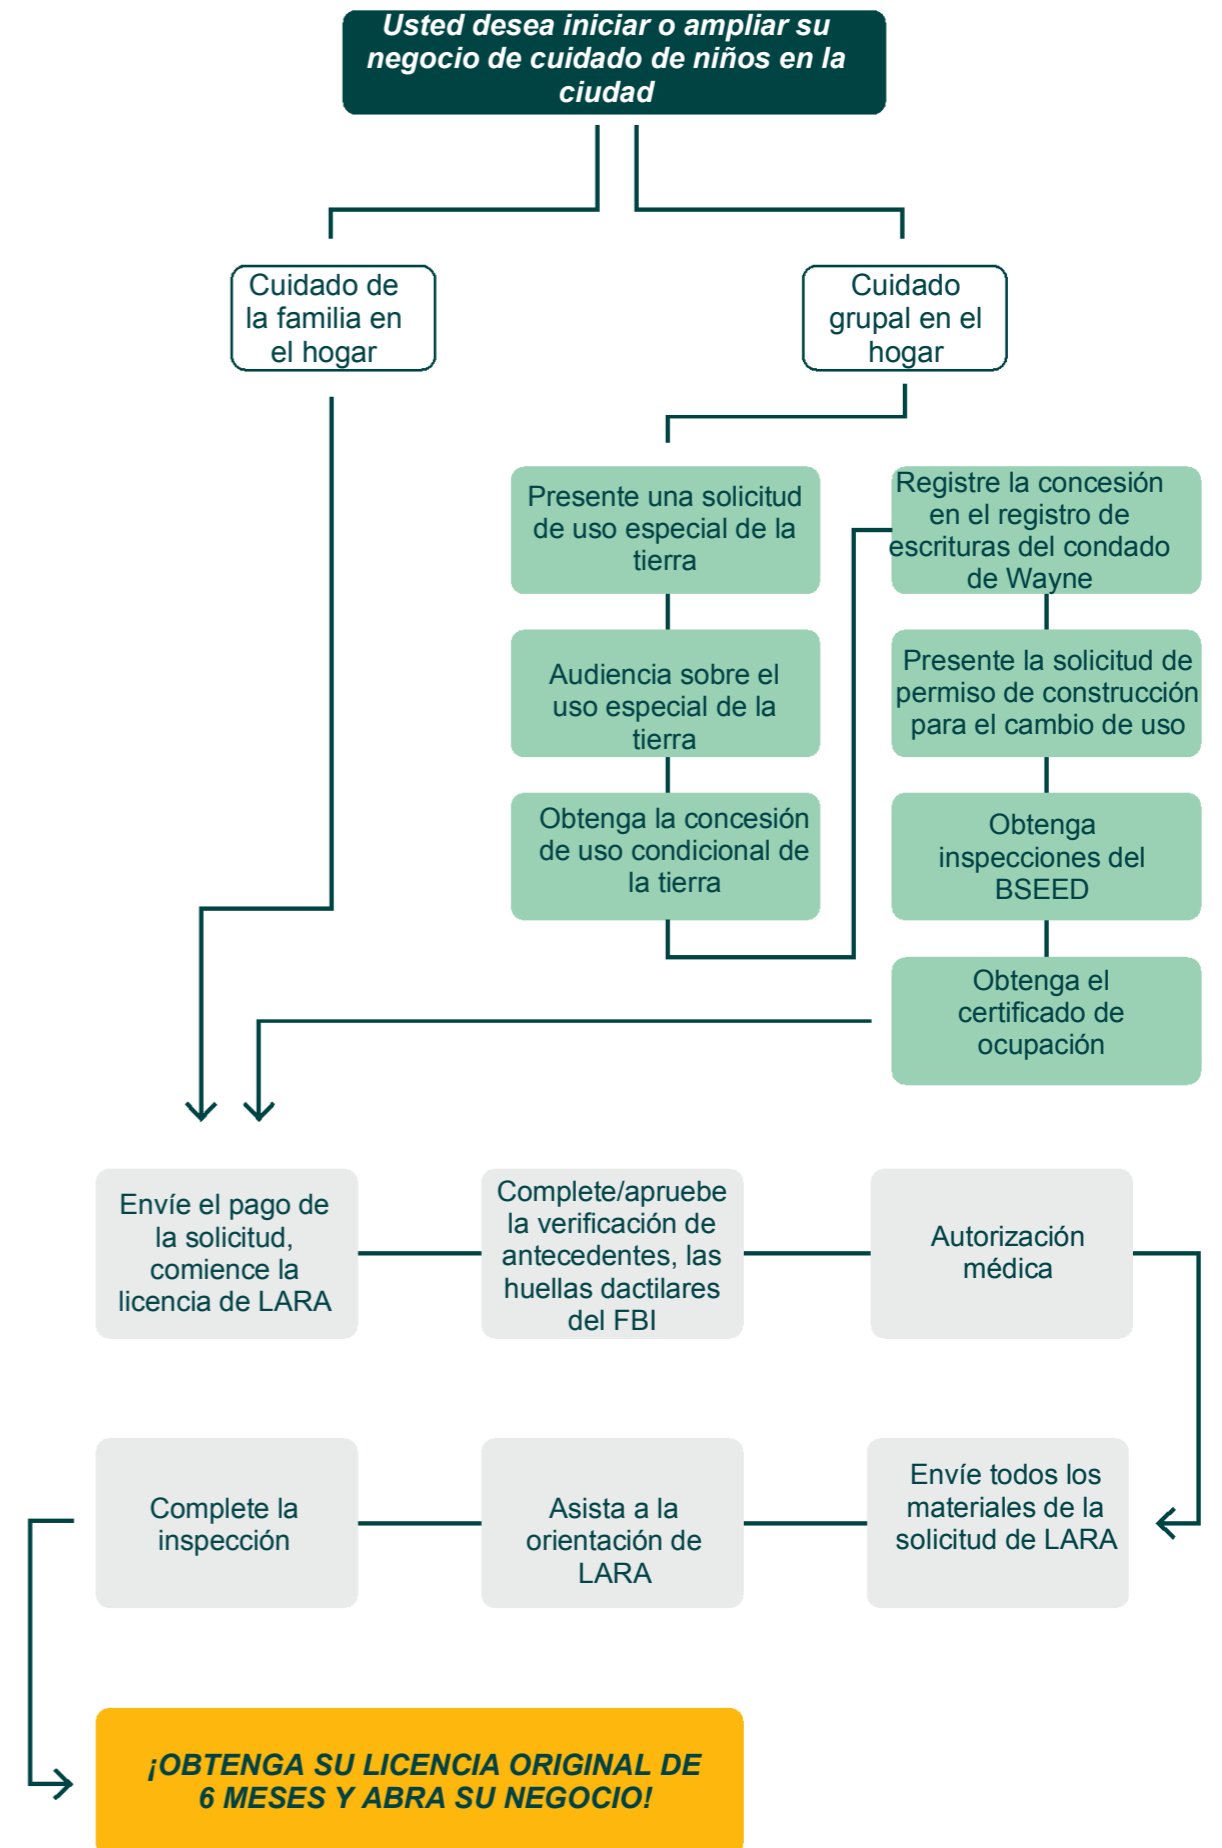 Usted desea iniciar o ampliar su
negocio de cuidado de niños en la
ciudad
Cuidado de
la familia en
el hogar
Cuidado
grupal en el
hogar
Presente una solicitud
de uso especial de la
tierra
Audiencia sobre el
uso especial de la
tierra
Obtenga la concesión
de uso condicional de
la tierra
Registre la concesión
en el registro de
escrituras del condado
de Wayne
Presente la solicitud de
permiso de construcción
para el cambio de uso
Obtenga
inspecciones del
BSEED
Obtenga el
certificado de
ocupación
Envíe el pago de
la solicitud,
comience la
licencia de LARA
Complete/apruebe
la verificación de
antecedentes, las
huellas dactilares
del FBI
Autorización
médica
Envíe todos los
materiales de la
solicitud de LARA
Asista a la
orientación de
LARA
Complete la
inspección
¡OBTENGA SU LICENCIA ORIGINAL DE
6 MESES Y ABRA SU NEGOCIO!